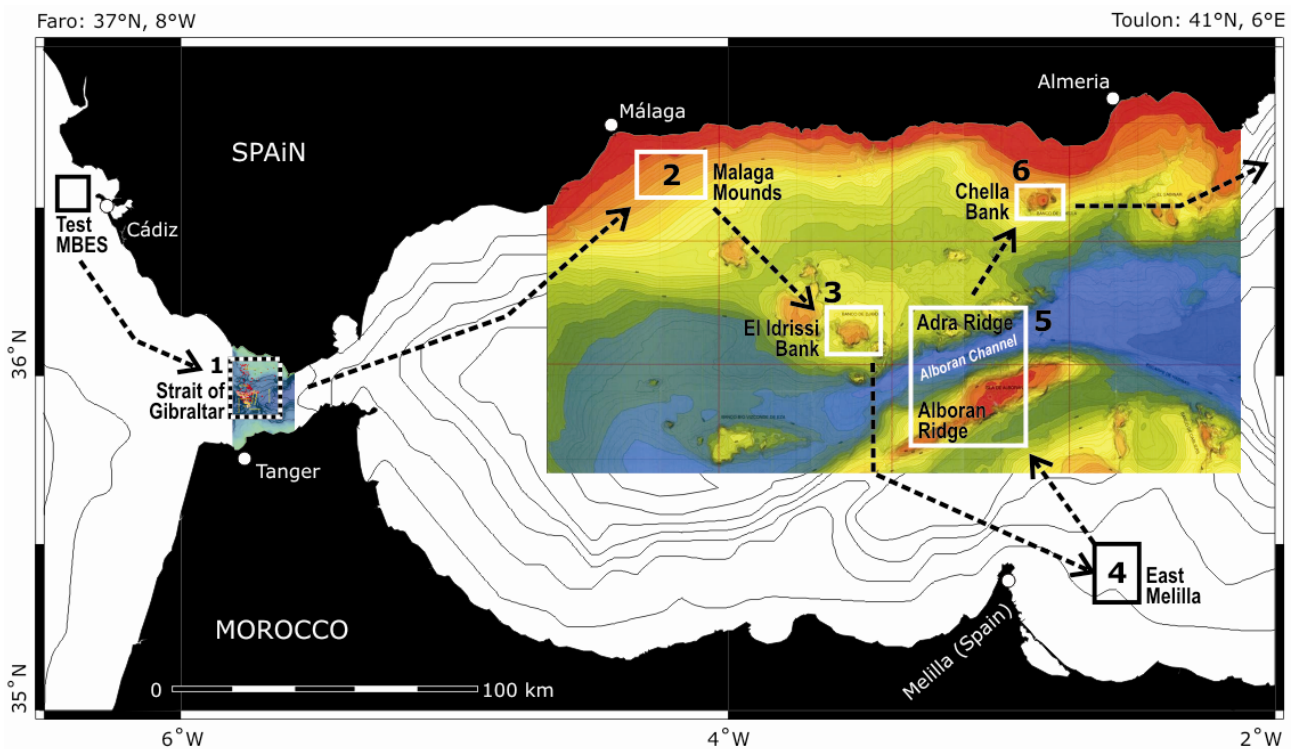 Faro: 37°N, 8°W
Toulon: 41°N, 6°E
Almeria
Málaga
SPAiN
6
2
Malaga
Mounds
Chella
Bank
Test
MBES
Cádiz
3
El Idrissi
Bank
Adra Ridge
5
Alboran Channel
36°N
1
Strait of
Gibraltar
Alboran
Ridge
Tanger
4
East
Melilla
MOROCCO
Melilla (Spain)
35°N
0
100 km
6°W
4°W
2°W